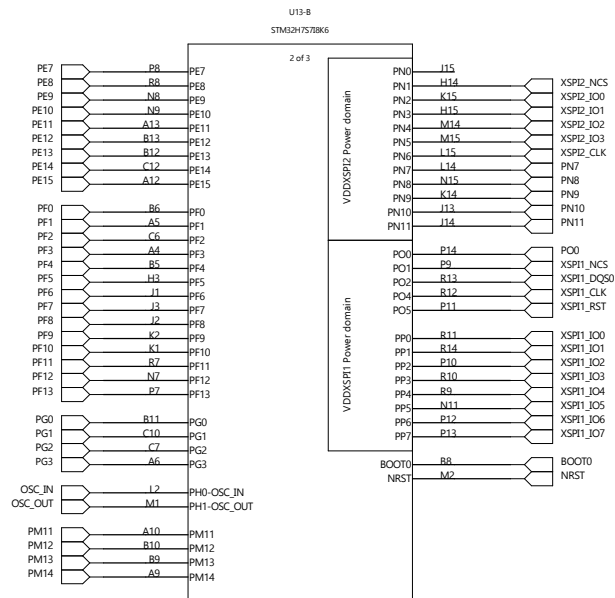 U13-B
STM32H7S7I8K6
2 of 3
PE7 P8 PE7
PE8 R8 PE8
PE9 N8 PE9
PE10 N9 PE10
PE11 A13 PE11
PE12 B13 PE12
PE13 B12 PE13
PE14 C12 PE14
PE15 A12 PE15
PF0 B6 PF0
PF1 A5 PF1
PF2 C6 PF2
PF3 A4 PF3
PF4 B5 PF4
PF5 H3 PF5
PF6 J1 PF6
PF7 J3 PF7
PF8 J2 PF8
PF9 K2 PF9
PF10 K1 PF10
PF11 R7 PF11
PF12 N7 PF12
PF13 P7 PF13
PG0 B11 PG0
PG1 C10 PG1
PG2 C7 PG2
PG3 A6 PG3
OSC_IN L2 PH0-OSC_IN
OSC_OUT M1 PH1-OSC_OUT
PM11 A10 PM11
PM12 B10 PM12
PM13 B9 PM13
PM14 A9 PM14
VDDXSPI2 Power domain
PN0 J15
PN1 H14 XSPI2_NCS
PN2 K15 XSPI2_IO0
PN3 H15 XSPI2_IO1
PN4 M14 XSPI2_IO2
PN5 M15 XSPI2_IO3
PN6 L15 XSPI2_CLK
PN7 L14 PN7
PN8 N15 PN8
PN9 K14 PN9
PN10 J13 PN10
PN11 J14 PN11
VDDXSPI1 Power domain
PO0 P14 PO0
PO1 P9 XSPI1_NCS
PO2 R13 XSPI1_DQS0
PO4 R12 XSPI1_CLK
PO5 P11 XSPI1_RST
PP0 R11 XSPI1_IO0
PP1 R14 XSPI1_IO1
PP2 P10 XSPI1_IO2
PP3 R10 XSPI1_IO3
PP4 R9 XSPI1_IO4
PP5 N11 XSPI1_IO5
PP6 P12 XSPI1_IO6
PP7 P13 XSPI1_IO7
BOOT0 B8 BOOT0
NRST M2 NRST